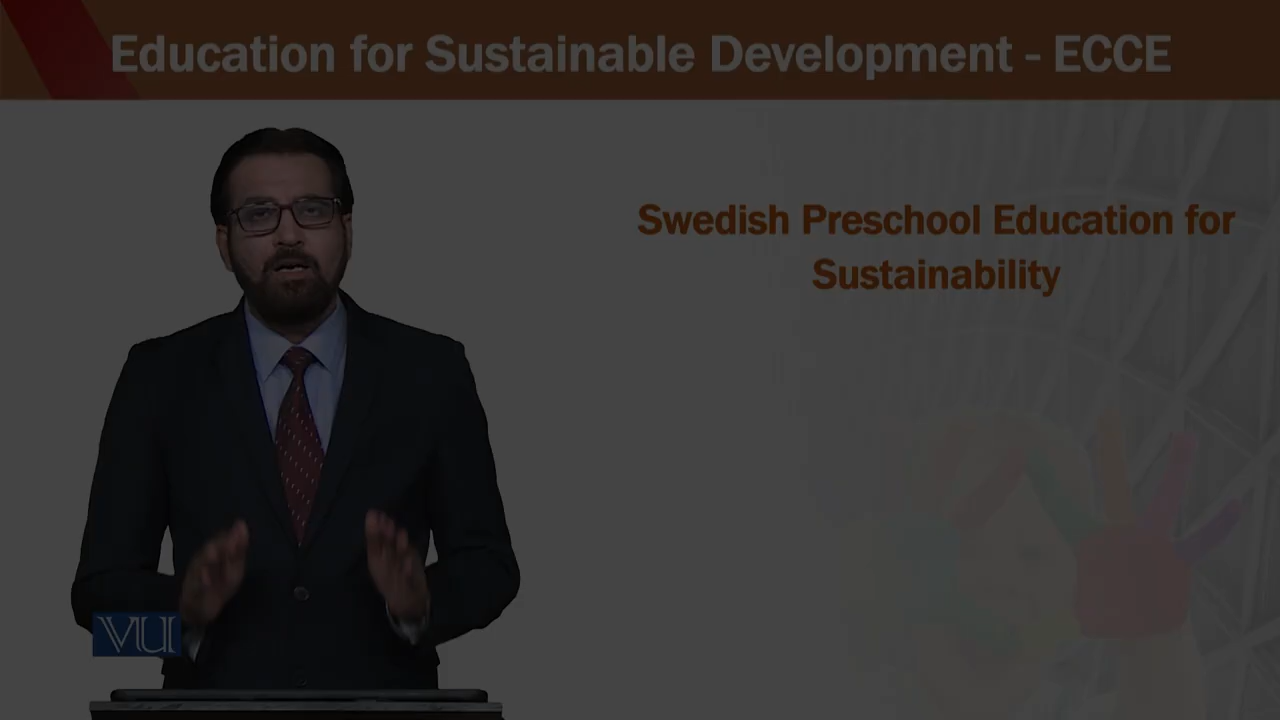 Education for Sustainable Development - ECCE
Swedish Preschool Education for
Sustainability
VU